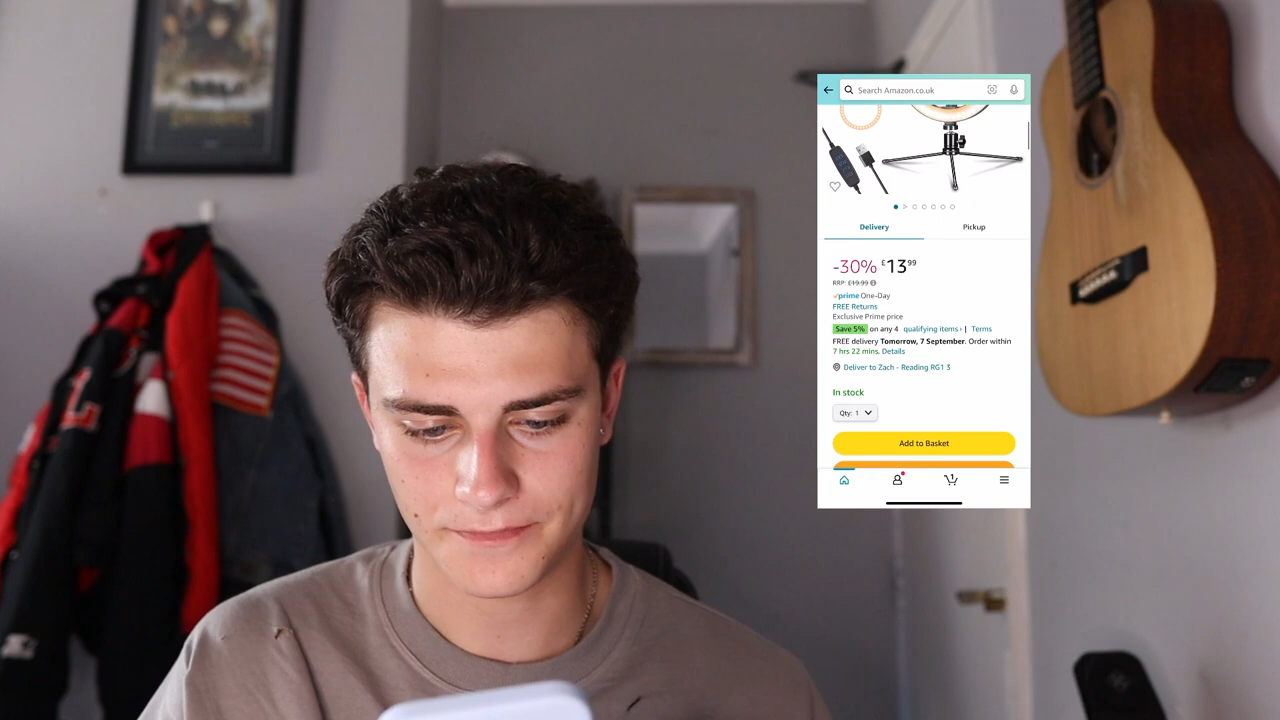 Search Amazon.co.uk
Delivery Pickup
-30% £13⁹⁹
RRP: £19.99
prime One-Day
FREE Returns
Exclusive Prime price
Save 5% on any 4 qualifying items | Terms
FREE delivery Tomorrow, 7 September. Order within
7 hrs 22 mins. Details
Deliver to Zach - Reading RG1 3
In stock
Qty: 1
Add to Basket
1
L